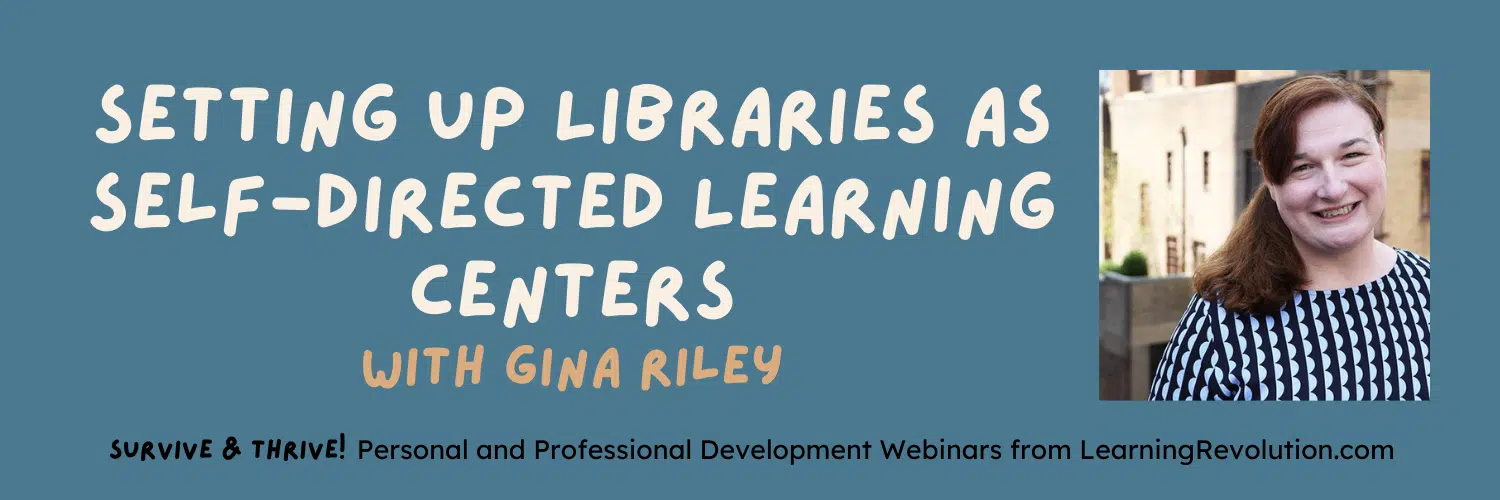 SETTING UP LIBRARIES AS
SELF-DIRECTED LEARNING
CENTERS
WITH GINA RILEY
SURVIVE & THRIVE! Personal and Professional Development Webinars from LearningRevolution.com